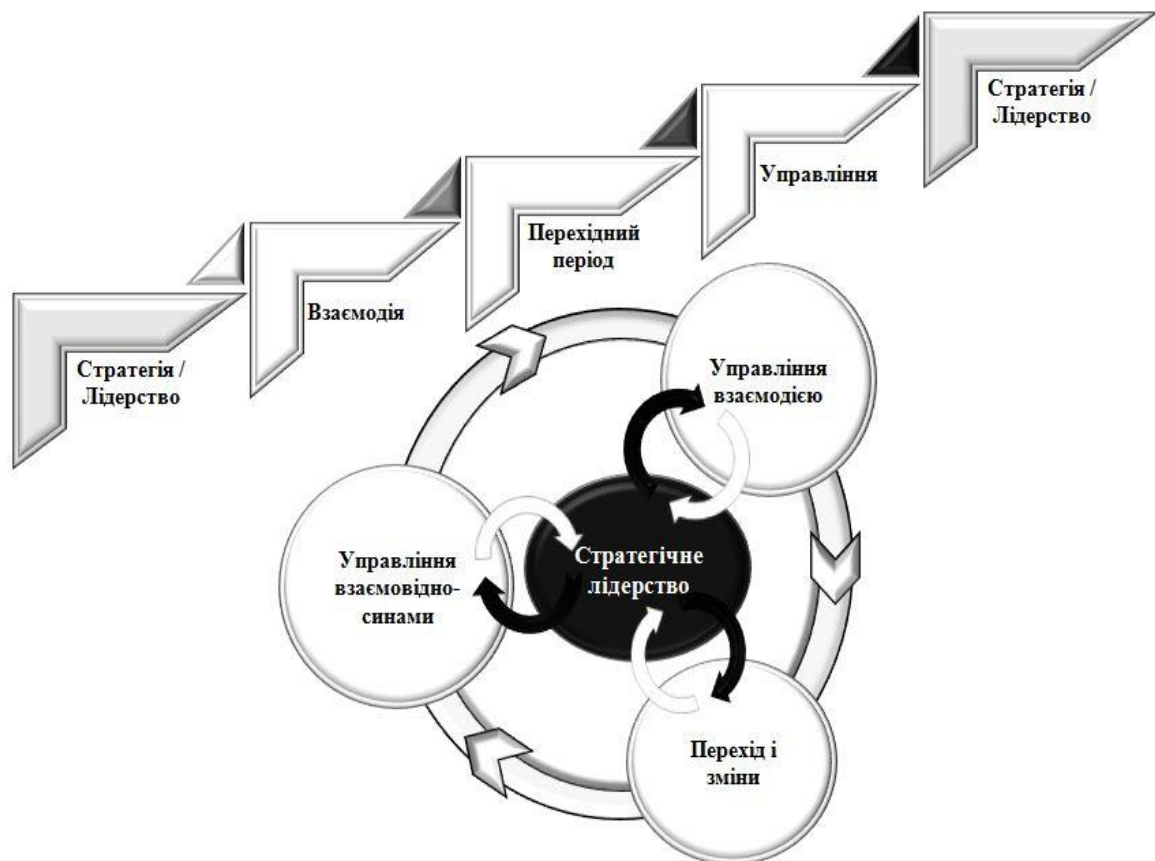 Стратегія /
Лідерство
Управління
Перехідний
період
Взаємодія
Стратегія /
Лідерство
Управління
взаємодією
Стратегічне
лідерство
Управління
взаємовідно-
синами
Перехід і
зміни